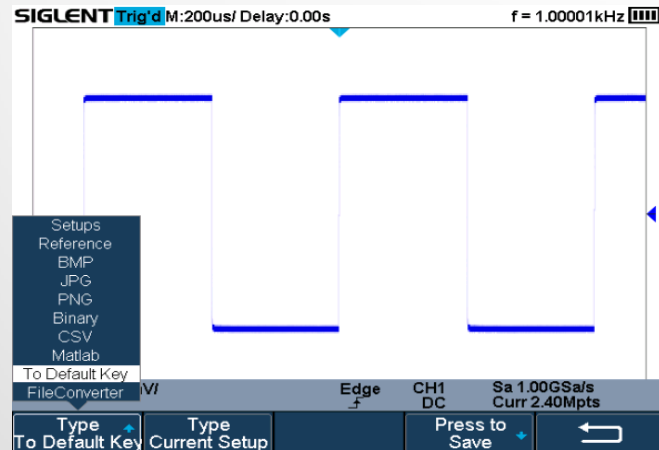 SIGLENT Trig'd M:200us/ Delay:0.00s f = 1.00001kHz
Setups
Reference
BMP
JPG
PNG
Binary
CSV
Matlab
To Default Key
FileConverter
V/ Edge CH1 Sa 1.00GSa/s
DC Curr 2.40Mpts
Type Type Press to
To Default Key Current Setup Save